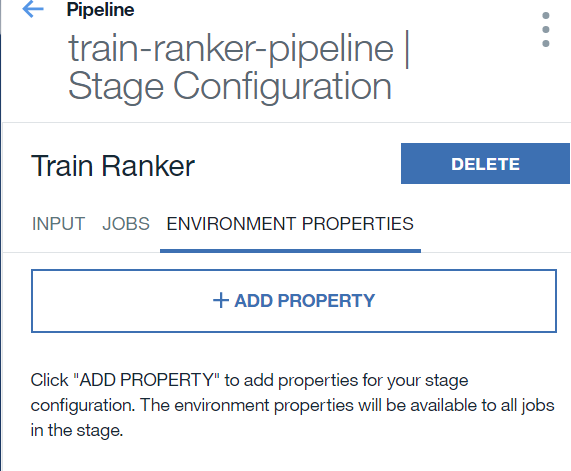 Pipeline
train-ranker-pipeline |
Stage Configuration
Train Ranker
DELETE
INPUT JOBS ENVIRONMENT PROPERTIES
+ ADD PROPERTY
Click "ADD PROPERTY" to add properties for your stage
configuration. The environment properties will be available to all jobs
in the stage.